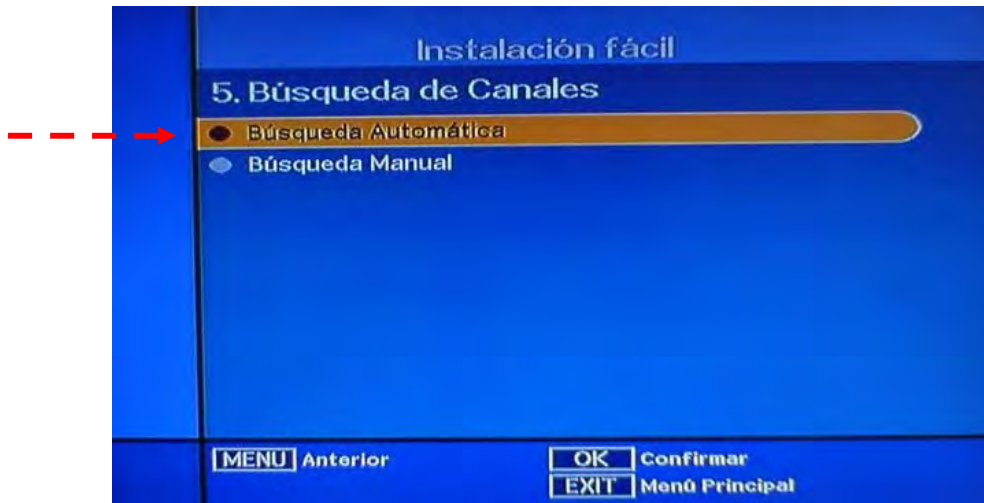 Instalación fácil
5. Búsqueda de Canales
Búsqueda Automática
Búsqueda Manual
MENU Anterior
OK Confirmar
EXIT Menú Principal